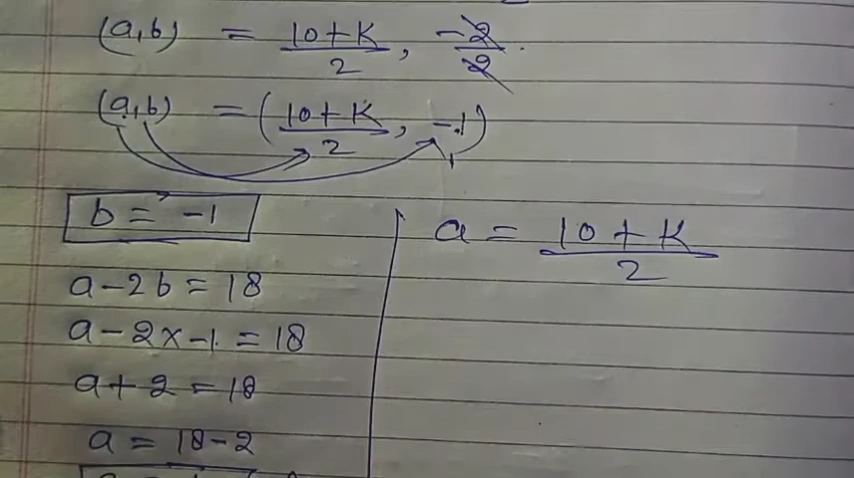 (a,b) = 10+K/2, -2/2.
(a,b) = (10+K/2, -1)
b = -1
a-2b = 18
a-2x-1 = 18
a+2 = 18
a = 18-2
a = 10+K/2